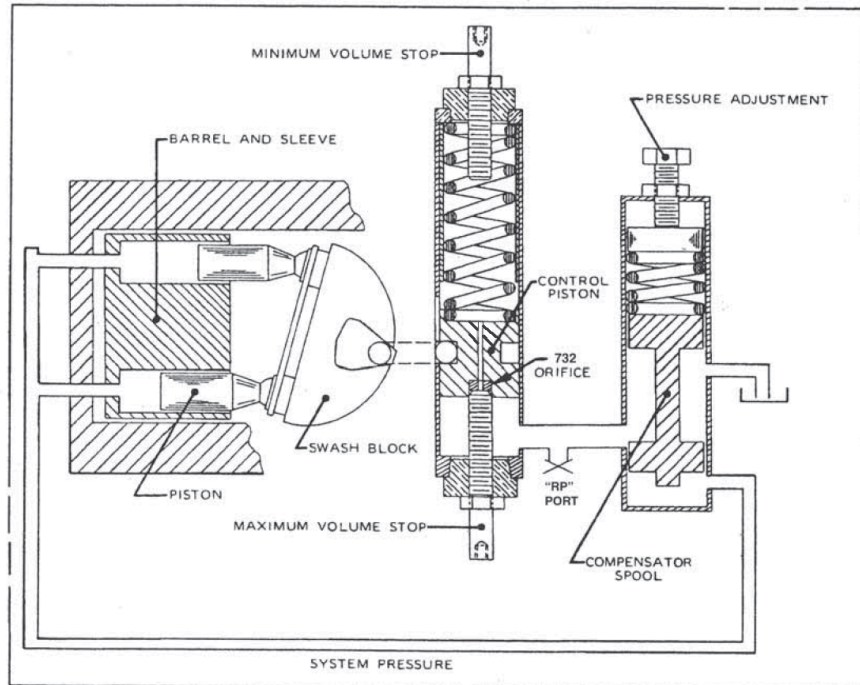 MINIMUM VOLUME STOP
PRESSURE ADJUSTMENT
BARREL AND SLEEVE
CONTROL
PISTON
732
ORIFICE
SWASH BLOCK
"RP"
PORT
PISTON
MAXIMUM VOLUME STOP
COMPENSATOR
SPOOL
SYSTEM PRESSURE